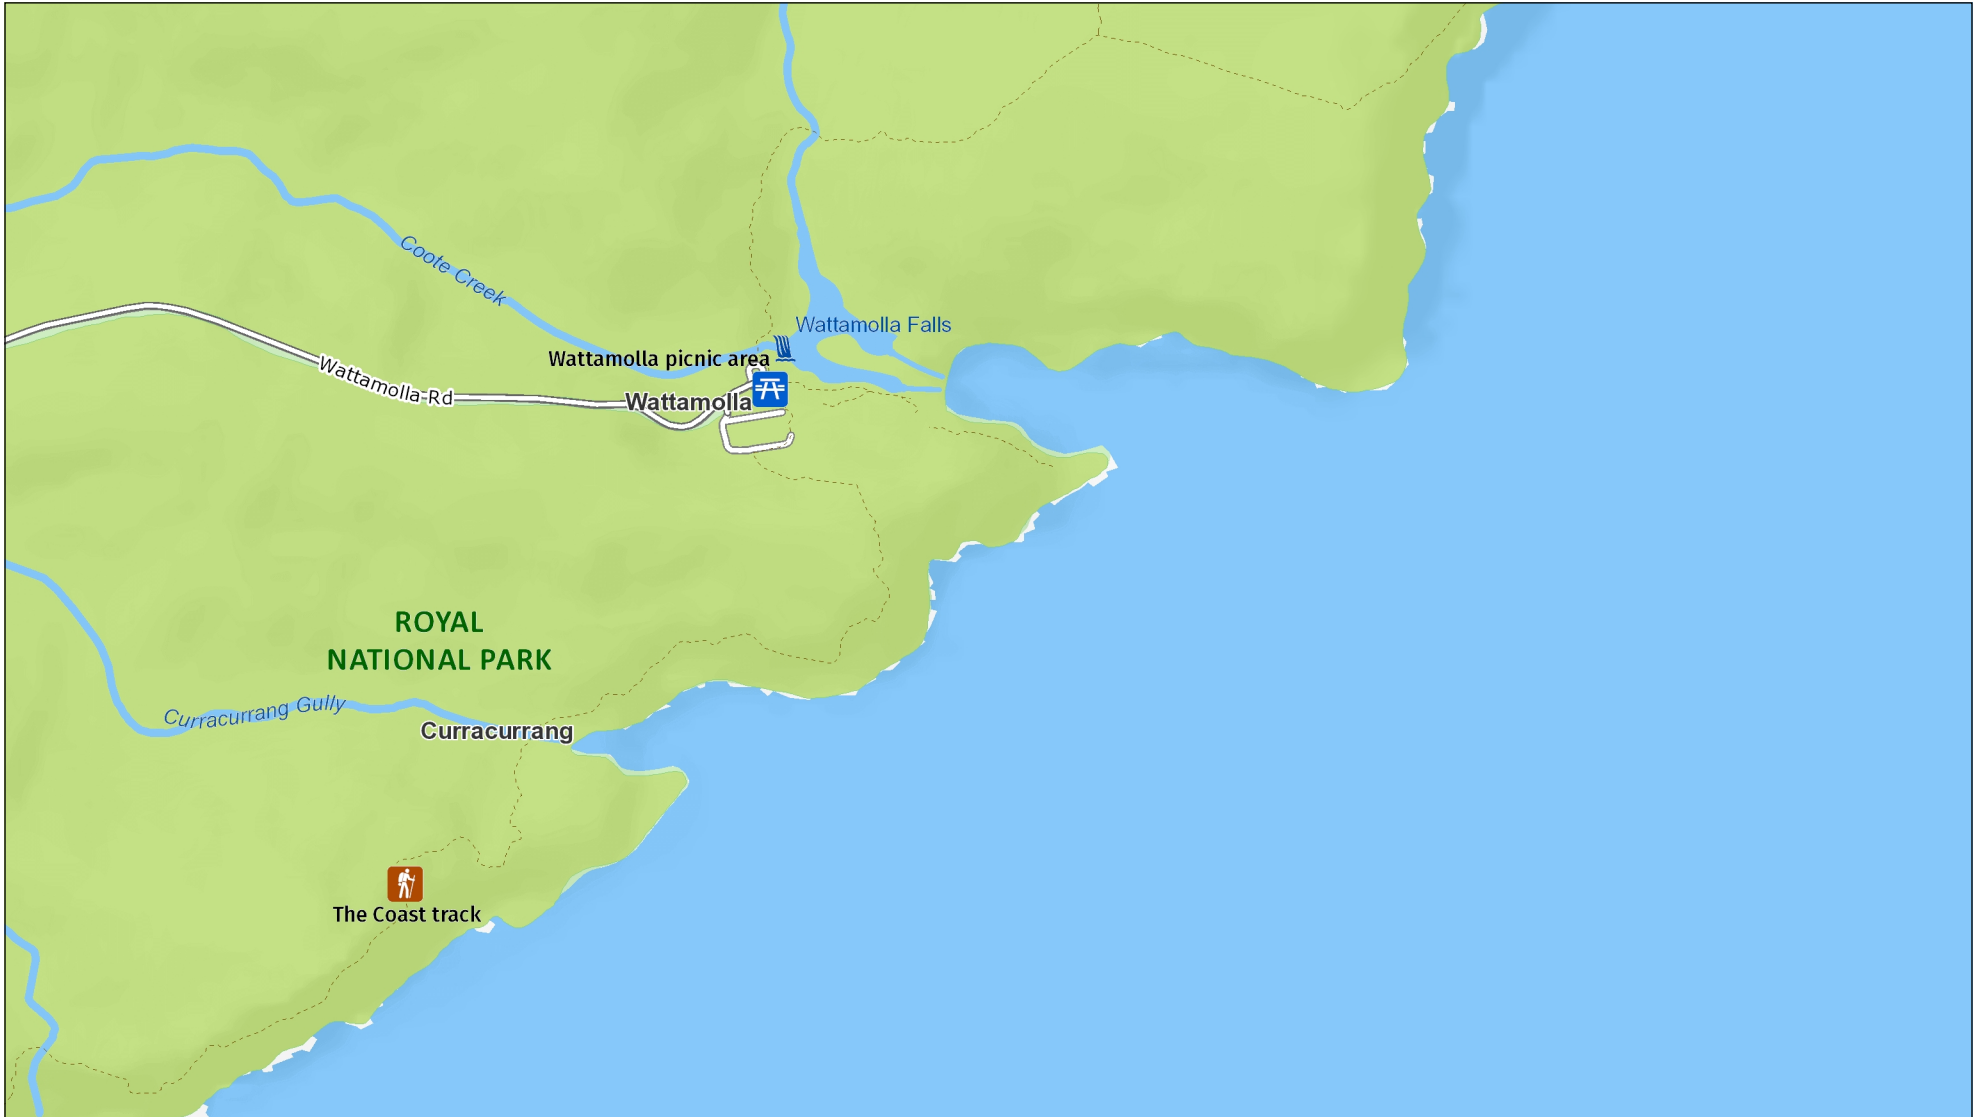 Coote Creek
Wattamolla Falls
Wattamolla picnic area
Wattamolla Rd
Wattamolla
ROYAL
NATIONAL PARK
Curracurrang Gully
Curracurrang
The Coast track